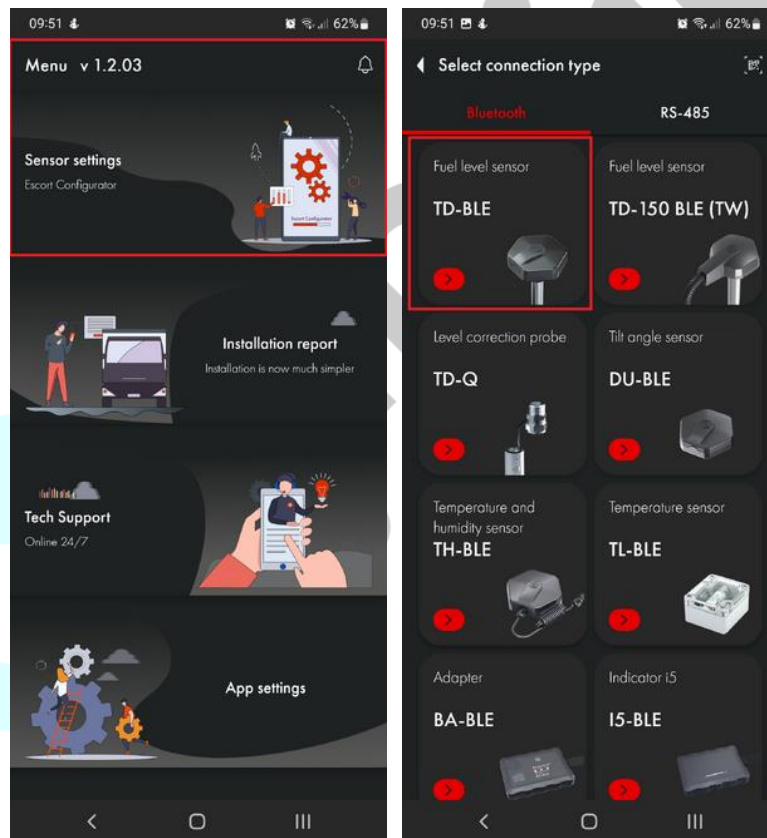 09:51 62%
Menu v 1.2.03
Sensor settings
Escort Configurator
Escort Configurator
Installation report
Installation is now much simpler
Tech Support
Online 24/7
App settings
09:51 62%
Select connection type
Bluetooth RS-485
Fuel level sensor
TD-BLE
Fuel level sensor
TD-150 BLE (TW)
Level correction probe
TD-Q
Tilt angle sensor
DU-BLE
Temperature and
humidity sensor
TH-BLE
Temperature sensor
TL-BLE
Adapter
BA-BLE
Indicator i5
I5-BLE